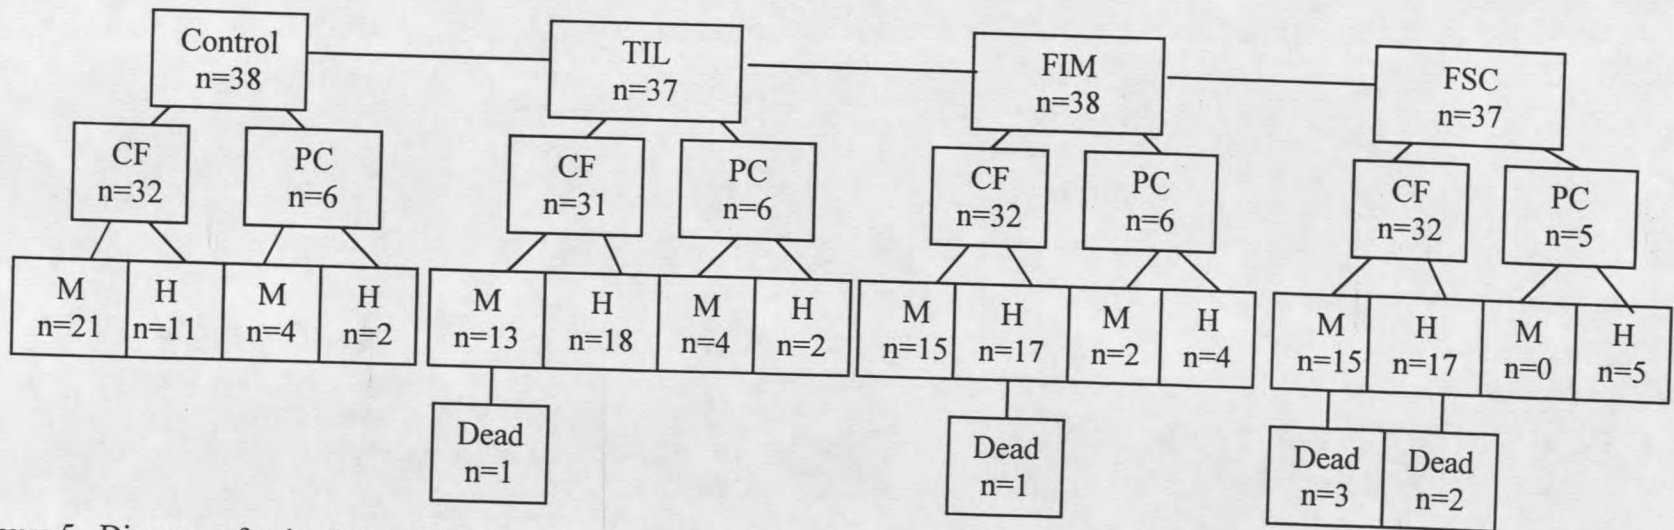 Control
n=38
TIL
n=37
FIM
n=38
FSC
n=37
CF
n=32
PC
n=6
CF
n=31
PC
n=6
CF
n=32
PC
n=6
CF
n=32
PC
n=5
M
n=21
H
n=11
M
n=4
H
n=2
M
n=13
H
n=18
M
n=4
H
n=2
M
n=15
H
n=17
M
n=2
H
n=4
M
n=15
H
n=17
M
n=0
H
n=5
Dead
n=1
Dead
n=1
Dead
n=3
Dead
n=2